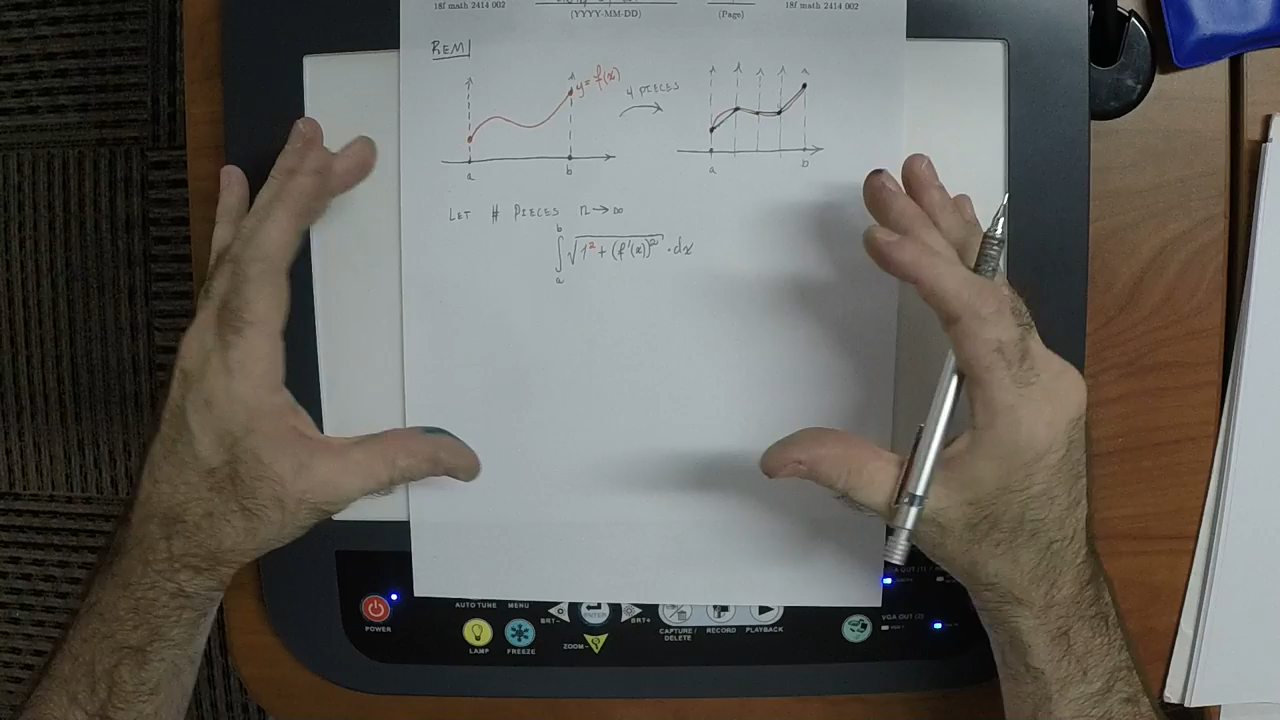 18f math 2414 002
(YYYY-MM-DD)
(Page)
18f math 2414 002
REM
y = f(x)
a
b
4 PIECES
a
b
LET # PIECES n → ∞
∫_a^b √(1² + (f'(x))²) · dx
POWER
AUTO TUNE
MENU
BRT-
BRT+
LAMP
FREEZE
ZOOM-
CAPTURE / DELETE
RECORD
PLAYBACK
VGA OUT (2)